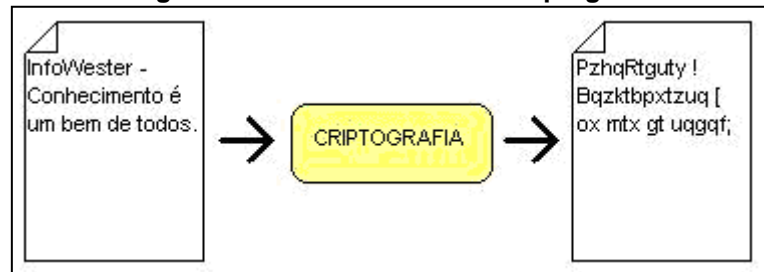 InfoWester -
Conhecimento é
um bem de todos.
CRIPTOGRAFIA
PzhqRtguty !
Bqzktbpxtzuq [
ox mtx gt uqgqf;